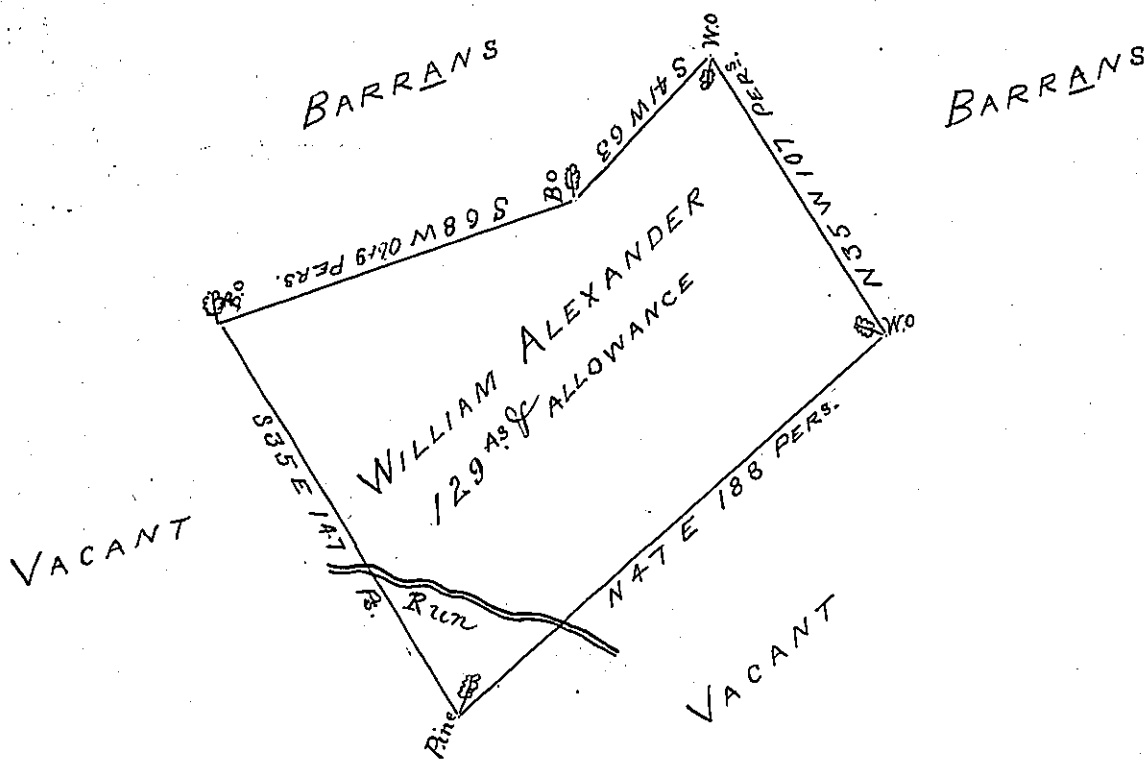 BARRANS
BARRANS
W.O
S 41 W 63
PERs.
N 35 W 107
B.O
S 68 W
PERS.
B.O
W.O
WILLIAM ALEXANDER
129 As. & ALLOWANCE
S 35 E 147
Ps.
N 47 E 188 PERS.
VACANT
Run
VACANT
Pine